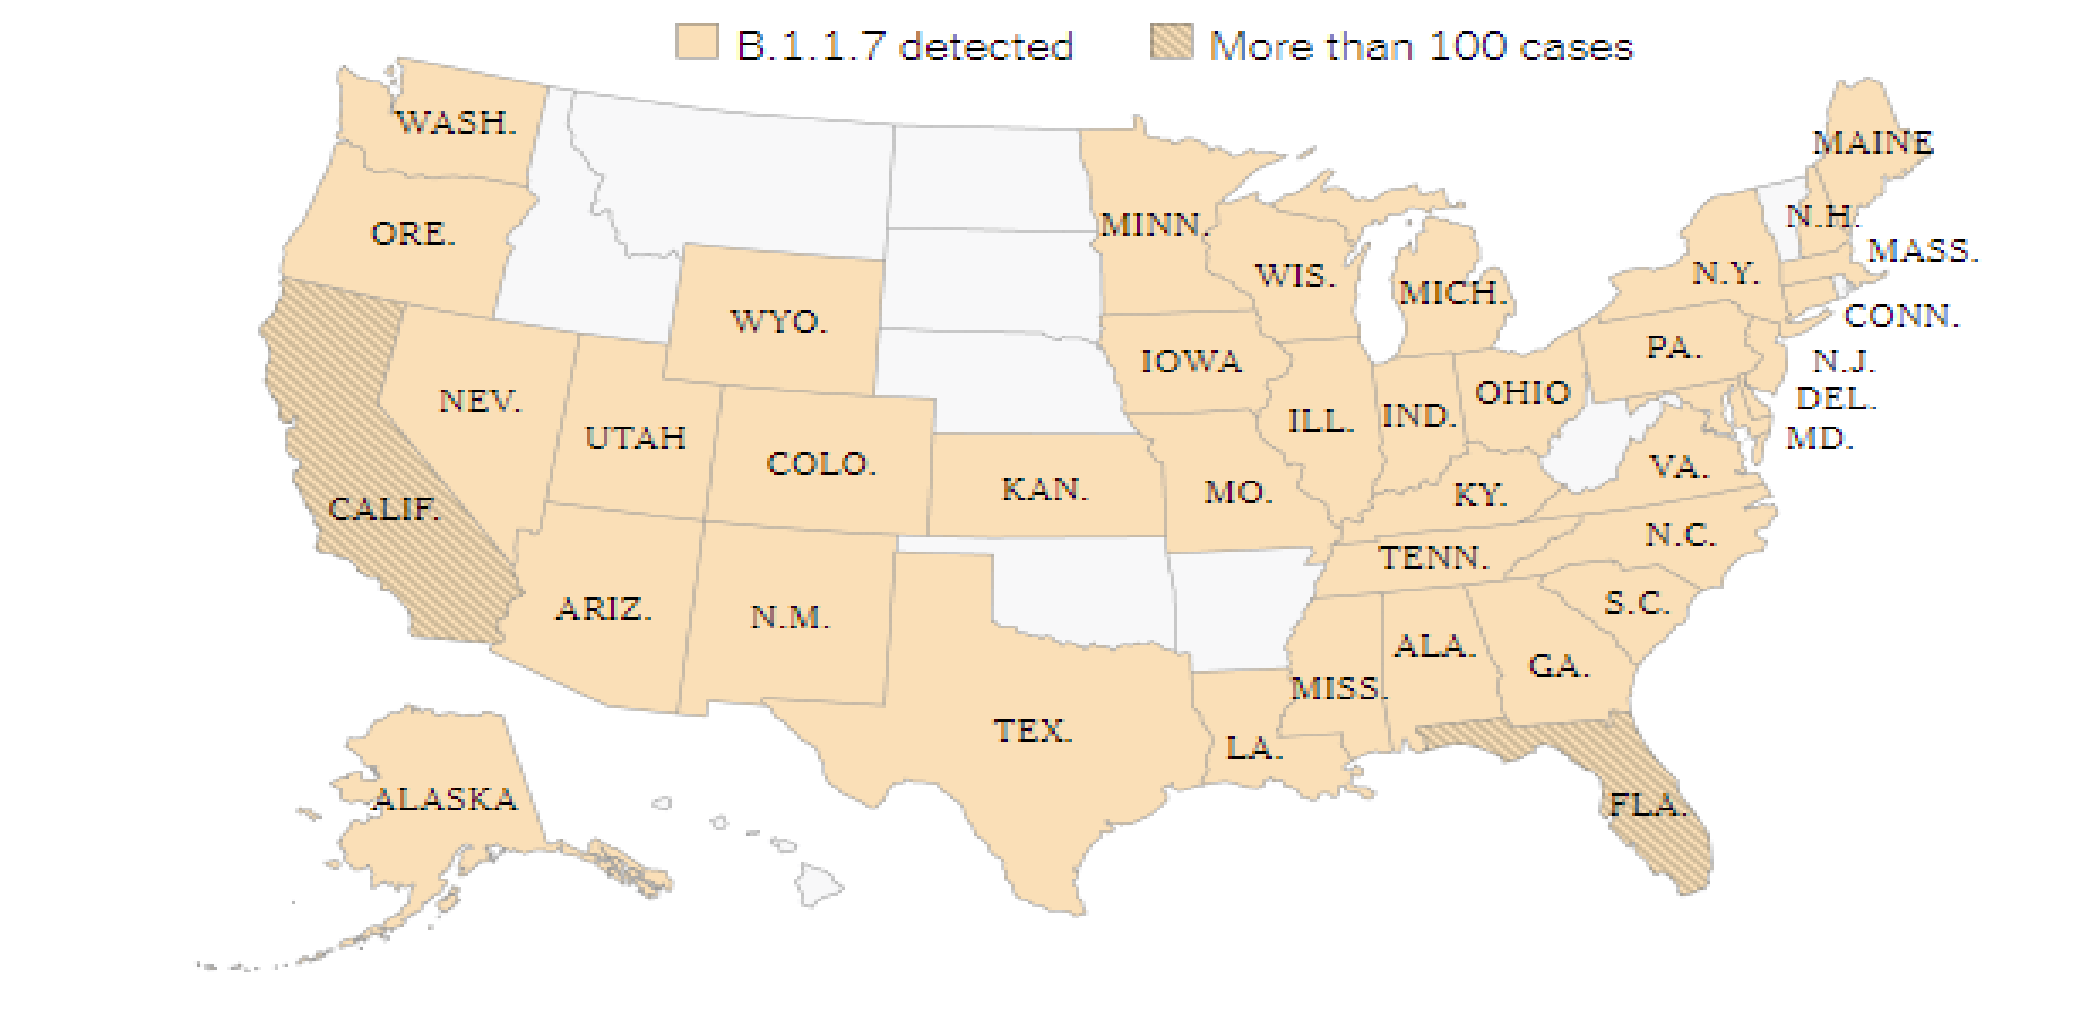 B.1.1.7 detected
More than 100 cases
WASH.
MAINE
ORE.
MINN.
N.H.
MASS.
WIS.
MICH.
N.Y.
CONN.
WYO.
IOWA
PA.
N.J.
NEV.
OHIO
DEL.
UTAH
ILL.
IND.
MD.
COLO.
KAN.
MO.
KY.
VA.
CALIF.
TENN.
N.C.
ARIZ.
N.M.
S.C.
ALA.
GA.
MISS.
TEX.
LA.
ALASKA
FLA.